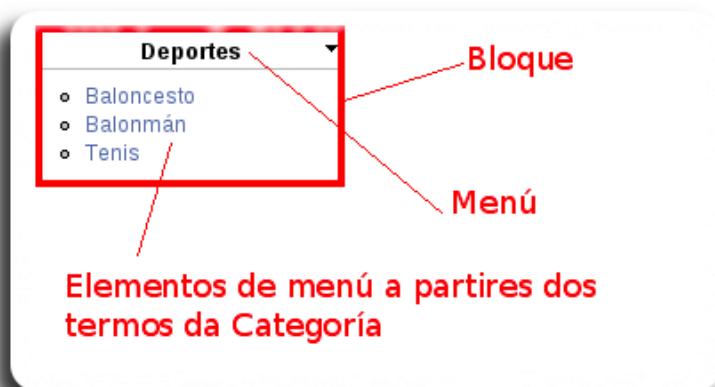 Deportes
Bloque
Baloncesto
Balonmán
Tenis
Menú
Elementos de menú a partires dos
termos da Categoría